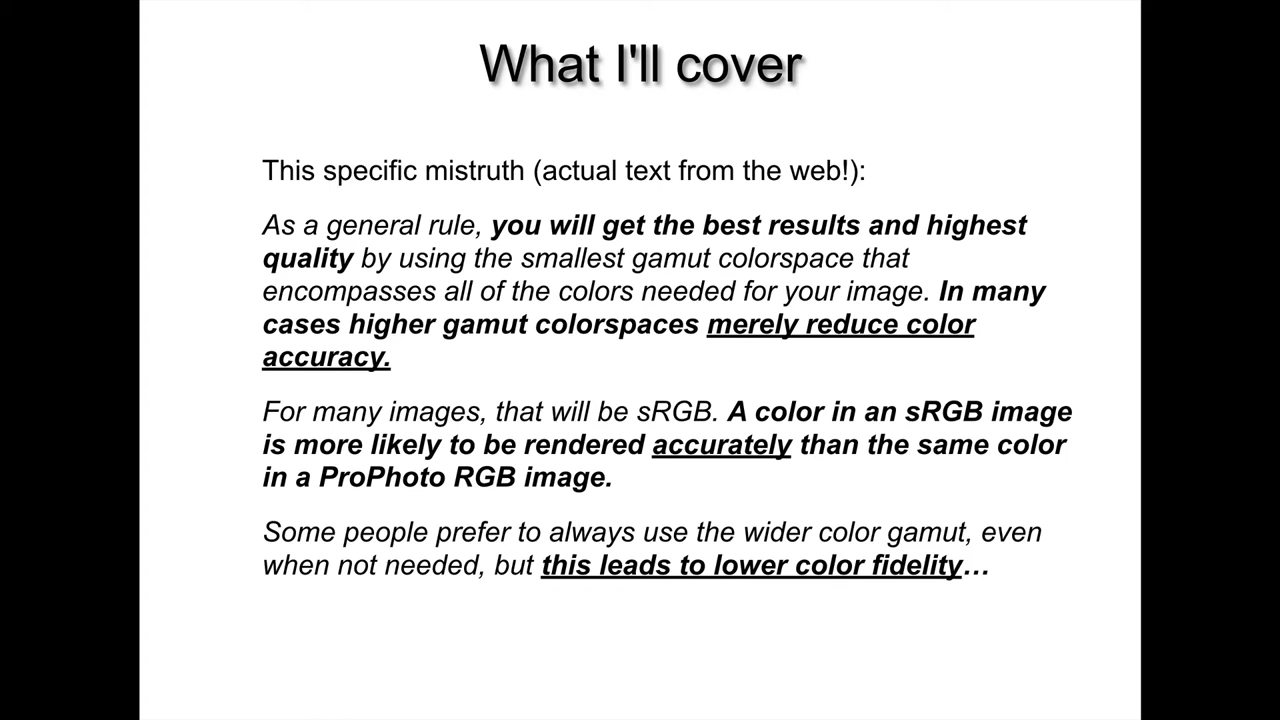 What I'll cover
This specific mistruth (actual text from the web!):
As a general rule, you will get the best results and highest
quality by using the smallest gamut colorspace that
encompasses all of the colors needed for your image. In many
cases higher gamut colorspaces merely reduce color
accuracy.
For many images, that will be sRGB. A color in an sRGB image
is more likely to be rendered accurately than the same color
in a ProPhoto RGB image.
Some people prefer to always use the wider color gamut, even
when not needed, but this leads to lower color fidelity…